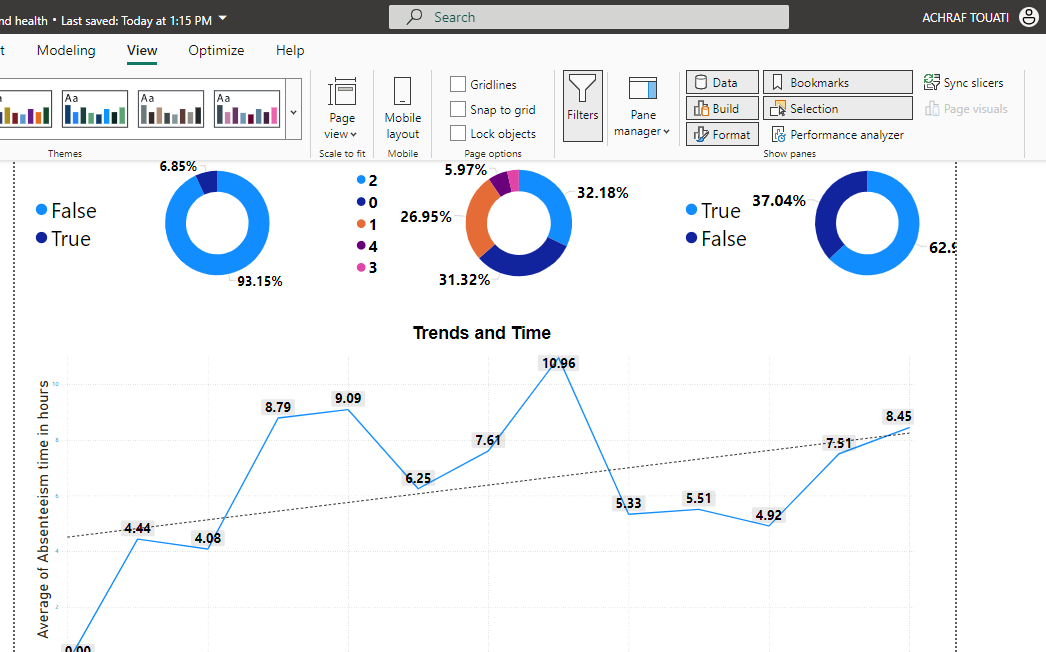 nd health • Last saved: Today at 1:15 PM
Search
ACHRAF TOUATI
t Modeling View Optimize Help
a Aa Aa Aa
Themes
Page view
Scale to fit
Mobile layout
Mobile
Gridlines
Snap to grid
Lock objects
Page options
Filters
Pane manager
Data
Build
Format
Bookmarks
Selection
Performance analyzer
Sync slicers
Page visuals
Show panes
False
True
6.85%
93.15%
2
0
1
4
3
5.97%
32.18%
26.95%
31.32%
True
False
37.04%
62.9
Trends and Time
Average of Absenteeism time in hours
10
8
6
4
2
0.00
4.44
4.08
8.79
9.09
6.25
7.61
10.96
5.33
5.51
4.92
7.51
8.45